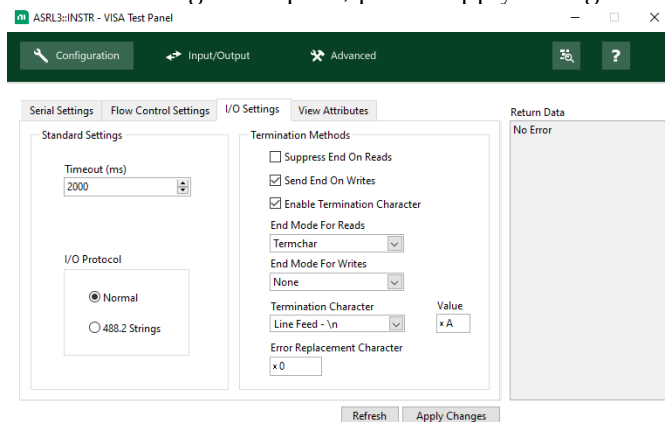 ASRL3::INSTR - VISA Test Panel
Configuration Input/Output Advanced ?
Serial Settings Flow Control Settings I/O Settings View Attributes
Return Data
No Error
Standard Settings
Timeout (ms)
2000
I/O Protocol
Normal
488.2 Strings
Termination Methods
Suppress End On Reads
Send End On Writes
Enable Termination Character
End Mode For Reads
Termchar
End Mode For Writes
None
Termination Character Value
Line Feed - \n xA
Error Replacement Character
x0
Refresh Apply Changes